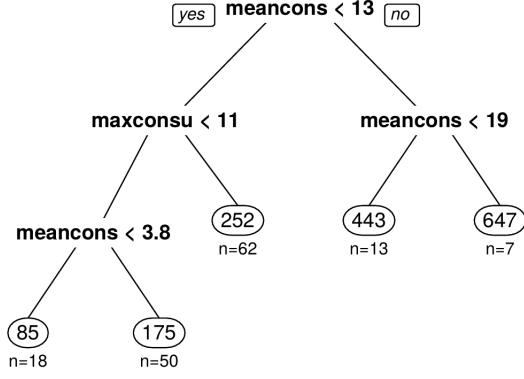 yes meancons < 13 no
maxconsu < 11 meancons < 19
252 443 647
n=62 n=13 n=7
meancons < 3.8
85 175
n=18 n=50